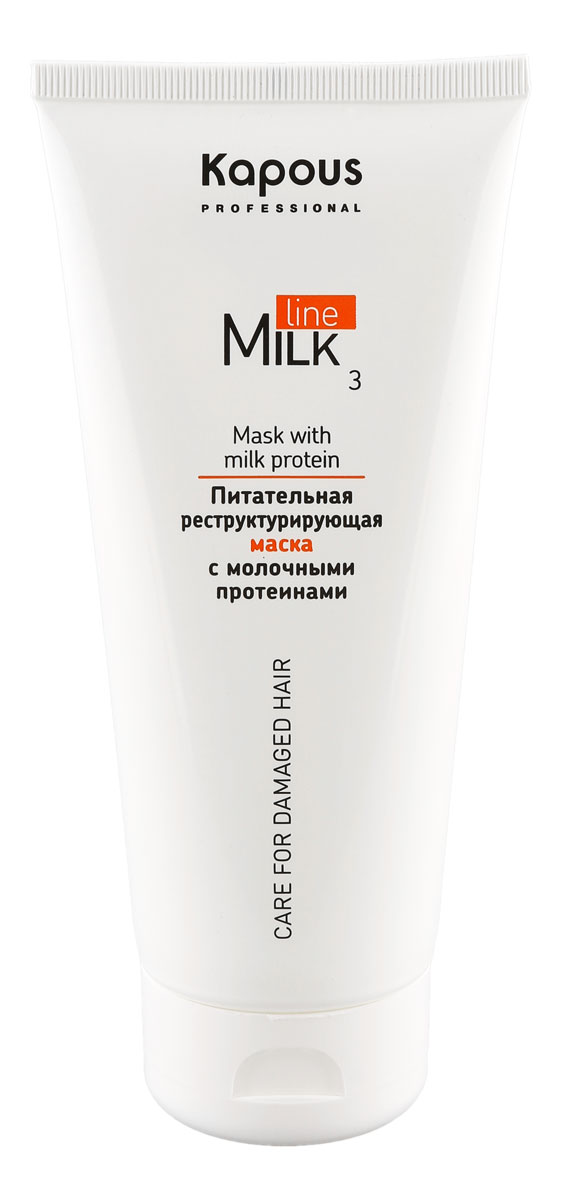 Kapous
PROFESSIONAL
line
MILK
3
Mask with
milk protein
Питательная
реструктурирующая
маска
с молочными
протеинами
CARE FOR DAMAGED HAIR